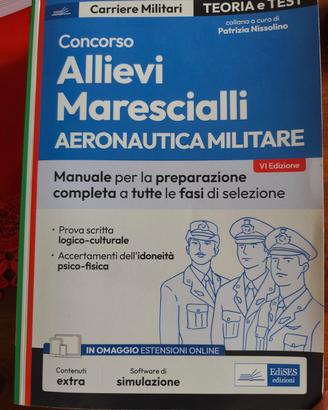 Carriere Militari
TEORIA e TEST
collana a cura di
Patrizia Nissolino
Concorso
Allievi
Marescialli
AERONAUTICA MILITARE
VI Edizione
Manuale per la preparazione
completa a tutte le fasi di selezione
• Prova scritta
logico-culturale
• Accertamenti dell'idoneità
psico-fisica
IN OMAGGIO ESTENSIONI ONLINE
Contenuti
extra
Software di
simulazione
EdiSES
edizioni